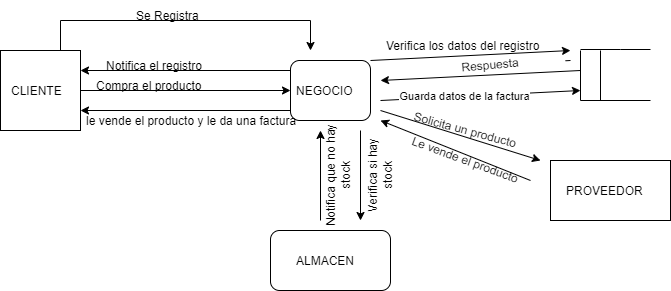 Se Registra
Verifica los datos del registro
Notifica el registro
Respuesta
CLIENTE
Compra el producto
NEGOCIO
Guarda datos de la factura
le vende el producto y le da una factura
Solicita un producto
Le vende el producto
Notifica que no hay
stock
Verifica si hay
stock
PROVEEDOR
ALMACEN